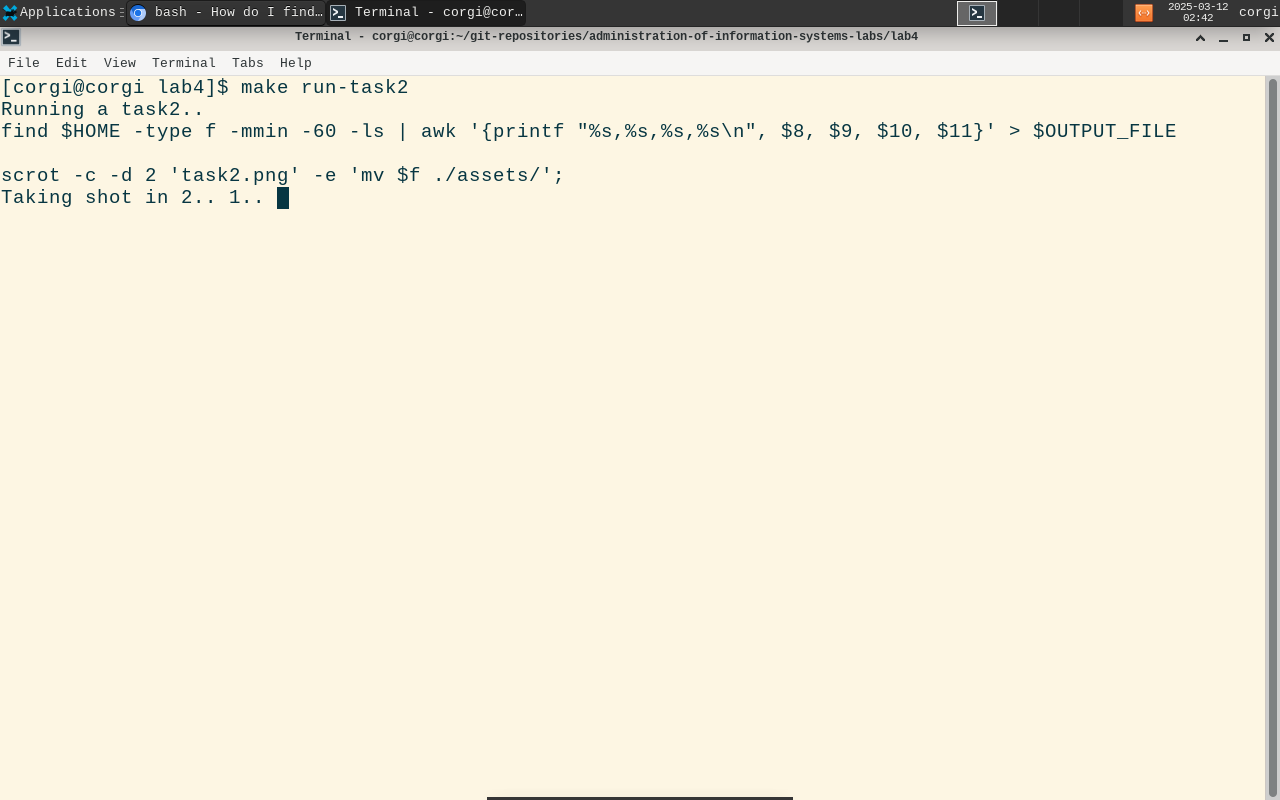 Applications
bash - How do I find…
Terminal - corgi@cor…
2025-03-12
02:42
corgi
Terminal - corgi@corgi:~/git-repositories/administration-of-information-systems-labs/lab4
File Edit View Terminal Tabs Help
[corgi@corgi lab4]$ make run-task2
Running a task2..
find $HOME -type f -mmin -60 -ls | awk '{printf "%s,%s,%s,%s\n", $8, $9, $10, $11}' > $OUTPUT_FILE
scrot -c -d 2 'task2.png' -e 'mv $f ./assets/';
Taking shot in 2.. 1..